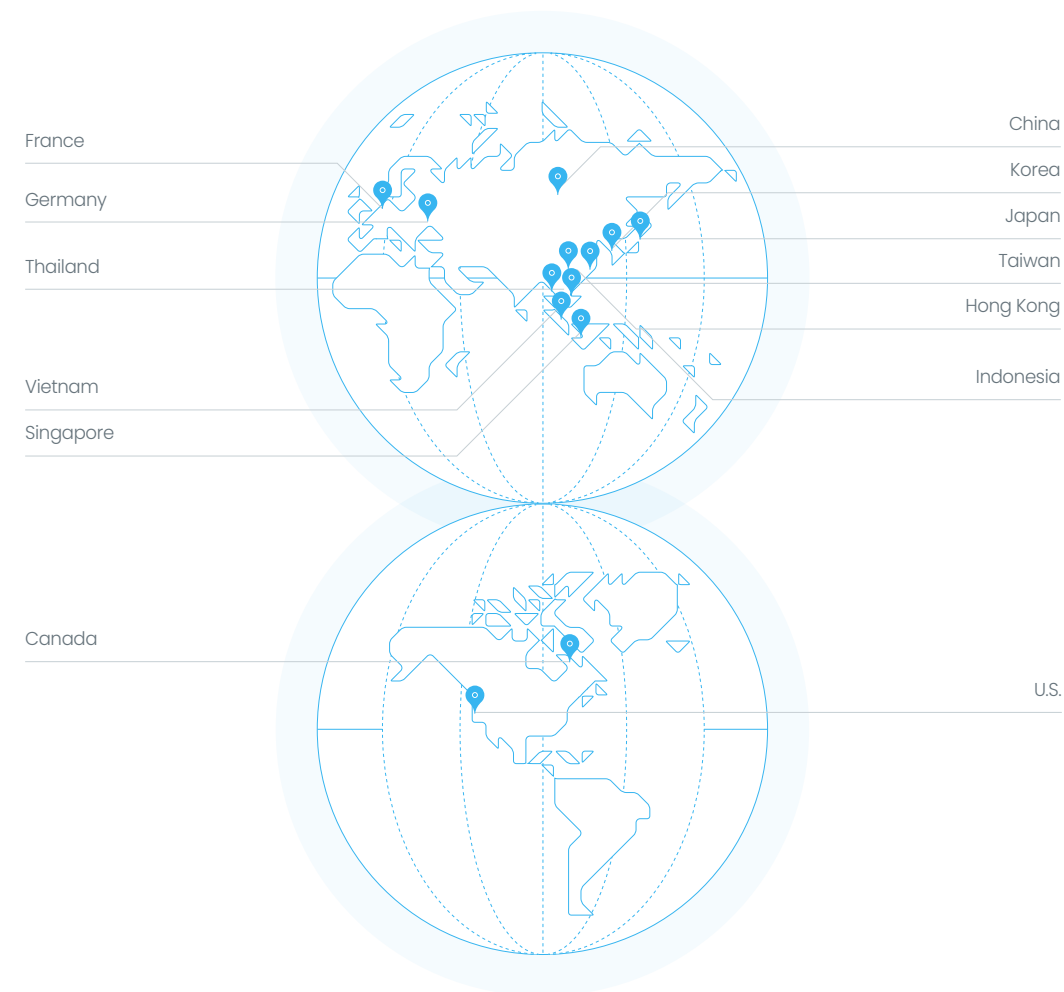 France
Germany
Thailand
Vietnam
Singapore
China
Korea
Japan
Taiwan
Hong Kong
Indonesia
Canada
U.S.